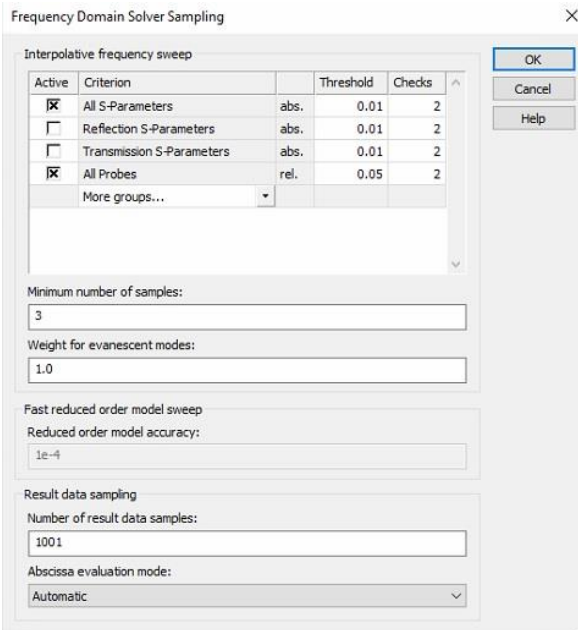 Frequency Domain Solver Sampling
Interpolative frequency sweep
OK
Active Criterion Threshold Checks
Cancel
All S-Parameters abs. 0.01 2
Help
Reflection S-Parameters abs. 0.01 2
Transmission S-Parameters abs. 0.01 2
All Probes rel. 0.05 2
More groups...
Minimum number of samples:
3
Weight for evanescent modes:
1.0
Fast reduced order model sweep
Reduced order model accuracy:
1e-4
Result data sampling
Number of result data samples:
1001
Abscissa evaluation mode:
Automatic